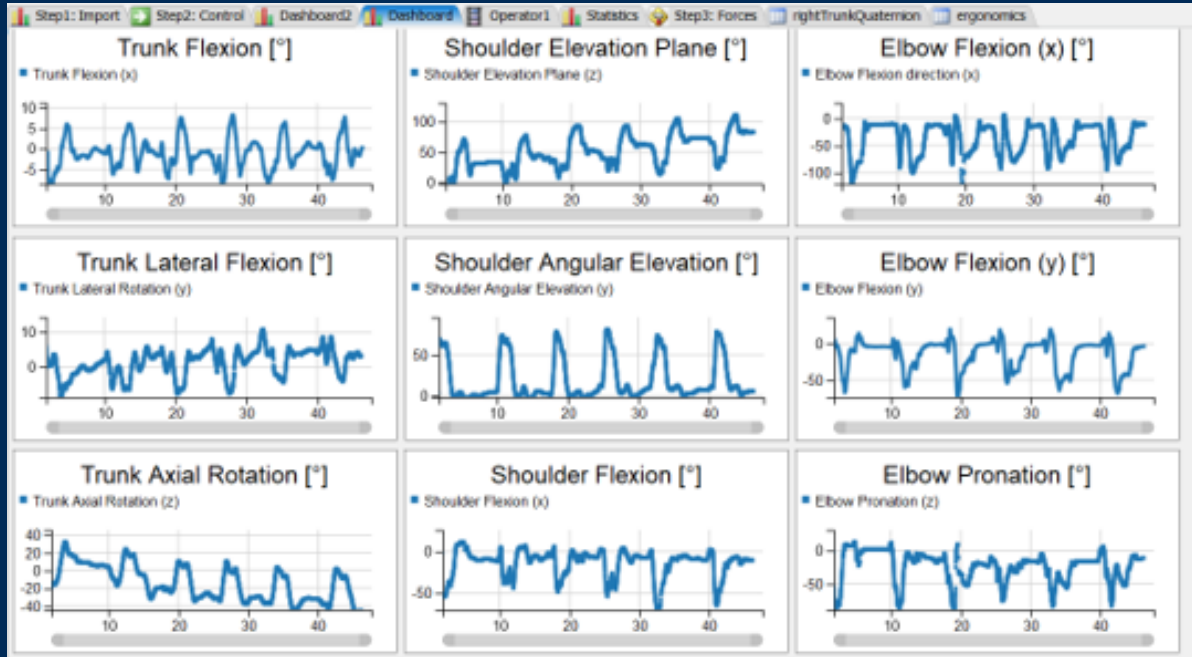 Step1: Import Step2: Control Dashboard2 Dashboard Operator1 Statistics Step3: Forces rightTrunkQuaternion ergonomics
Trunk Flexion [°]
Trunk Flexion (x)
10
5
0
-5
10 20 30 40
Shoulder Elevation Plane [°]
Shoulder Elevation Plane (z)
100
50
0
10 20 30 40
Elbow Flexion (x) [°]
Elbow Flexion direction (x)
0
-50
-100
10 20 30 40
Trunk Lateral Flexion [°]
Trunk Lateral Rotation (y)
10
0
10 20 30 40
Shoulder Angular Elevation [°]
Shoulder Angular Elevation (y)
50
0
10 20 30 40
Elbow Flexion (y) [°]
Elbow Flexion (y)
0
-50
10 20 30 40
Trunk Axial Rotation [°]
Trunk Axial Rotation (z)
40
20
0
-20
-40
10 20 30 40
Shoulder Flexion [°]
Shoulder Flexion (x)
0
-50
10 20 30 40
Elbow Pronation [°]
Elbow Pronation (z)
0
-50
10 20 30 40